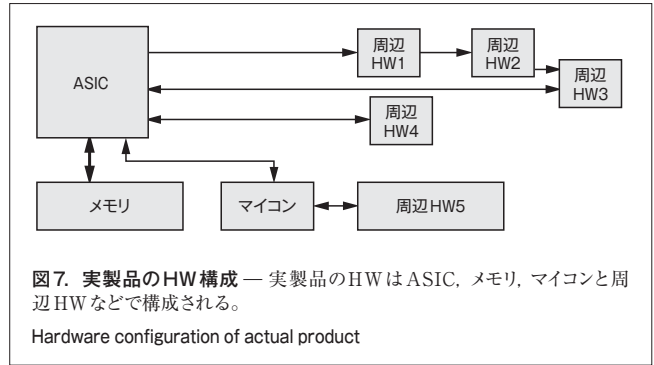 ASIC
周辺
HW1
周辺
HW2
周辺
HW3
周辺
HW4
メモリ
マイコン
周辺HW5
図7. 実製品のHW構成 — 実製品のHWはASIC, メモリ, マイコンと周
辺HWなどで構成される。
Hardware configuration of actual product